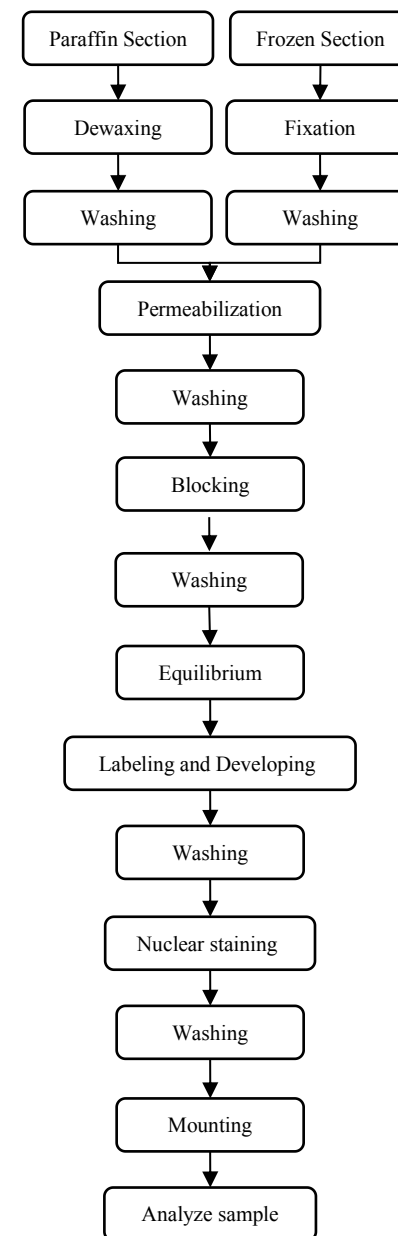 Paraffin Section
Frozen Section
Dewaxing
Fixation
Washing
Washing
Permeabilization
Washing
Blocking
Washing
Equilibrium
Labeling and Developing
Washing
Nuclear staining
Washing
Mounting
Analyze sample